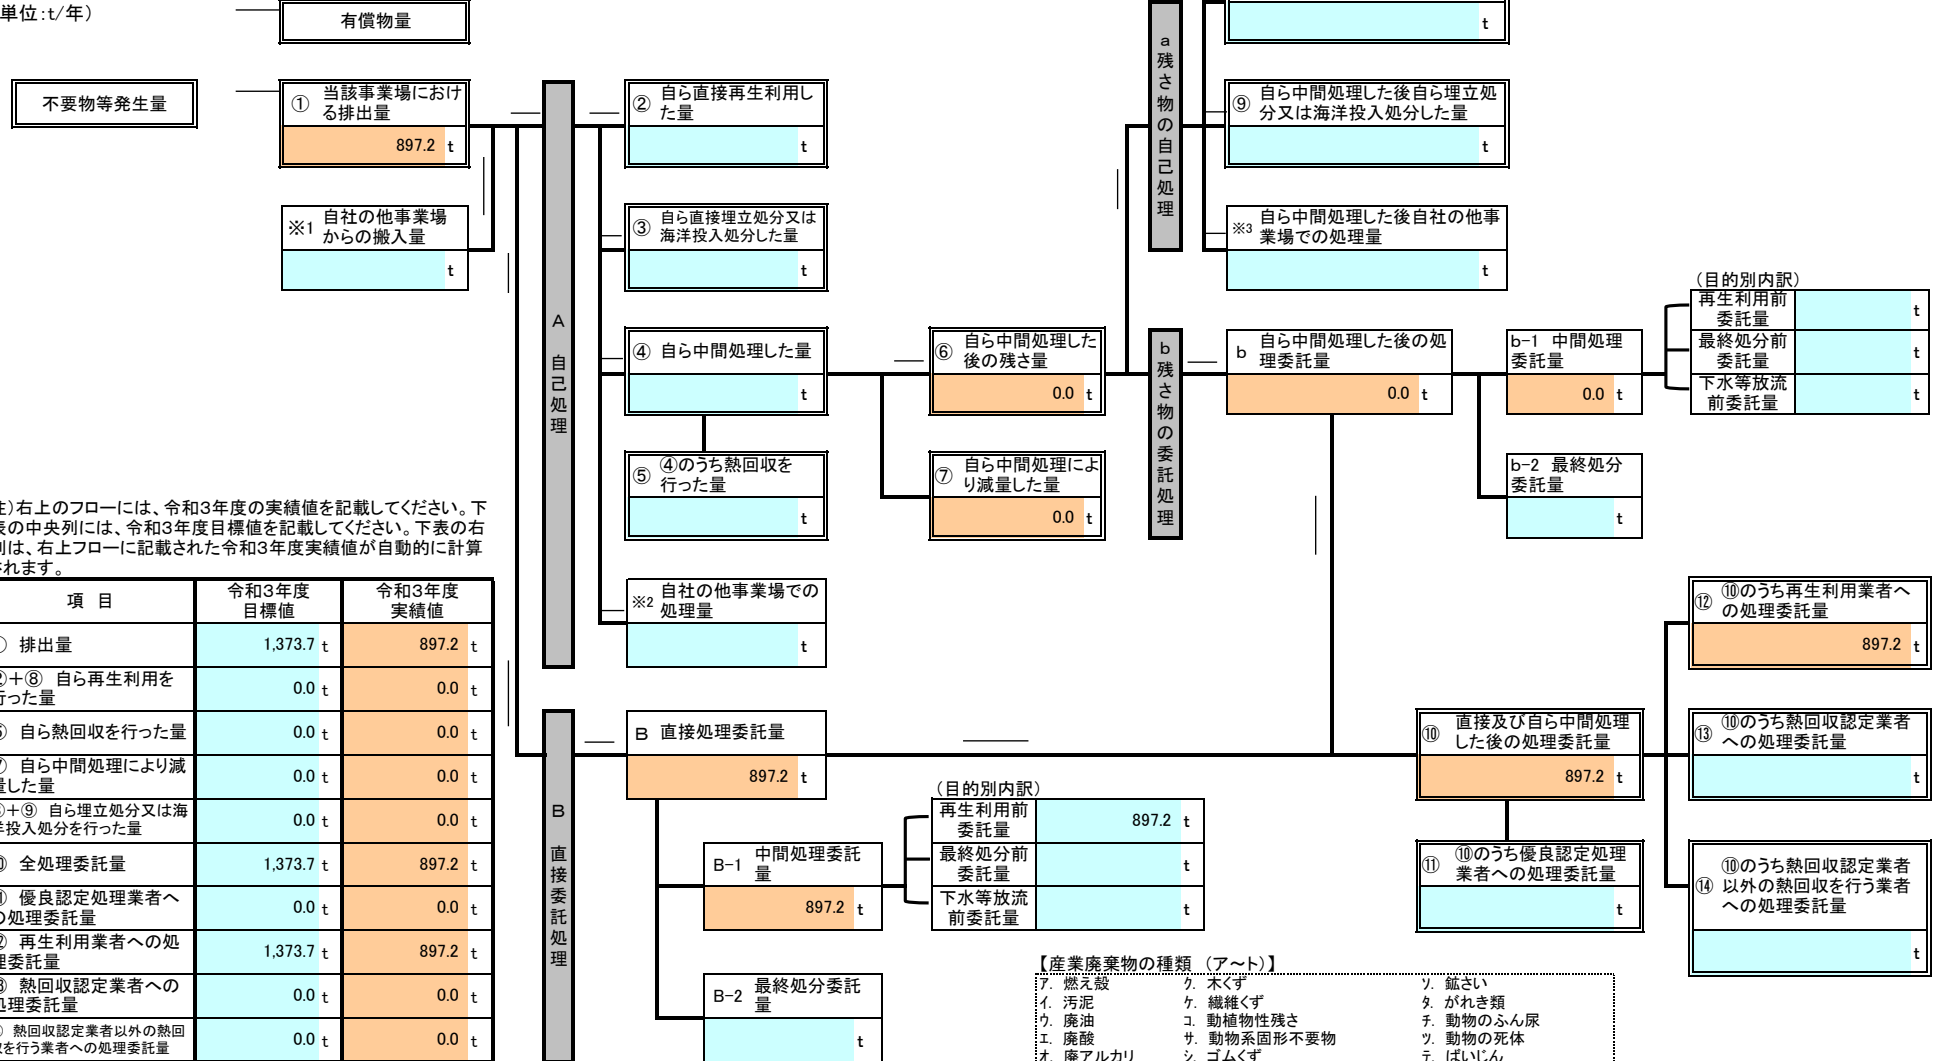 単位:t/年）
有償物量
t
不要物等発生量
① 当該事業場におけ
る排出量
897.2 t
※1 自社の他事業場
からの搬入量
t
A 自己処理
② 自ら直接再生利用し
た量
t
③ 自ら直接埋立処分又は
海洋投入処分した量
t
④ 自ら中間処理した量
t
⑤ ④のうち熱回収を
行った量
t
※2 自社の他事業場での
処理量
t
⑥ 自ら中間処理した
後の残さ量
0.0 t
⑦ 自ら中間処理によ
り減量した量
0.0 t
a 残さ物の自己処理
⑨ 自ら中間処理した後自ら埋立処
分又は海洋投入処分した量
t
※3 自ら中間処理した後自社の他事
業場での処理量
t
b 残さ物の委託処理
b 自ら中間処理した後の処
理委託量
0.0 t
b-1 中間処理
委託量
0.0 t
b-2 最終処分
委託量
t
（目的別内訳）
再生利用前
委託量
t
最終処分前
委託量
t
下水等放流
前委託量
t
注）右上のフローには、令和3年度の実績値を記載してください。下
表の中央列には、令和3年度目標値を記載してください。下表の右
列は、右上フローに記載された令和3年度実績値が自動的に計算
されます。
項 目
令和3年度
目標値
令和3年度
実績値
① 排出量 1,373.7 t 897.2 t
②＋⑧ 自ら再生利用を
行った量 0.0 t 0.0 t
⑤ 自ら熱回収を行った量 0.0 t 0.0 t
⑦ 自ら中間処理により減
量した量 0.0 t 0.0 t
③＋⑨ 自ら埋立処分又は海
洋投入処分を行った量 0.0 t 0.0 t
⑩ 全処理委託量 1,373.7 t 897.2 t
⑪ 優良認定処理業者へ
の処理委託量 0.0 t 0.0 t
⑫ 再生利用業者への処
理委託量 1,373.7 t 897.2 t
⑬ 熱回収認定業者への
処理委託量 0.0 t 0.0 t
⑭ 熱回収認定業者以外の熱回
収を行う業者への処理委託量 0.0 t 0.0 t
B 直接委託処理
B 直接処理委託量
897.2 t
B-1 中間処理委託
量
897.2 t
B-2 最終処分委託
量
t
（目的別内訳）
再生利用前
委託量
897.2 t
最終処分前
委託量
t
下水等放流
前委託量
t
⑩ 直接及び自ら中間処理
した後の処理委託量
897.2 t
⑪ ⑩のうち優良認定処理
業者への処理委託量
t
⑫ ⑩のうち再生利用業者へ
の処理委託量
897.2 t
⑬ ⑩のうち熱回収認定業者
への処理委託量
t
⑭ ⑩のうち熱回収認定業者
以外の熱回収を行う業者
への処理委託量
t
【産業廃棄物の種類 （ア～ト）】
ア. 燃え殻 ク. 木くず ソ. 鉱さい
イ. 汚泥 ケ. 繊維くず タ. がれき類
ウ. 廃油 コ. 動植物性残さ チ. 動物のふん尿
エ. 廃酸 サ. 動物系固形不要物 ツ. 動物の死体
オ. 廃アルカリ シ. ゴムくず テ. ばいじん